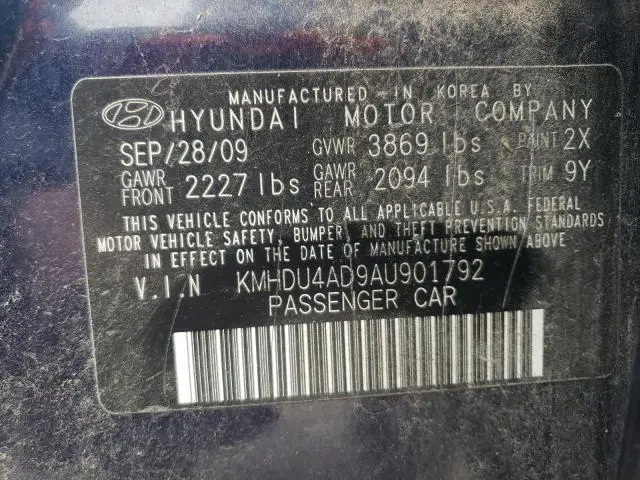 MANUFACTURED-IN KOREA BY
HYUNDAI MOTOR COMPANY
SEP/28/09 GVWR 3869 lbs PAINT 2X
GAWR FRONT 2227 lbs GAWR REAR 2094 lbs TRIM 9Y
THIS VEHICLE CONFORMS TO ALL APPLICABLE U.S.A. FEDERAL
MOTOR VEHICLE SAFETY, BUMPER, AND THEFT PREVENTION STANDARDS
IN EFFECT ON THE DATE OF MANUFACTURE SHOWN ABOVE
V.I.N KMHDU4AD9AU901792
PASSENGER CAR